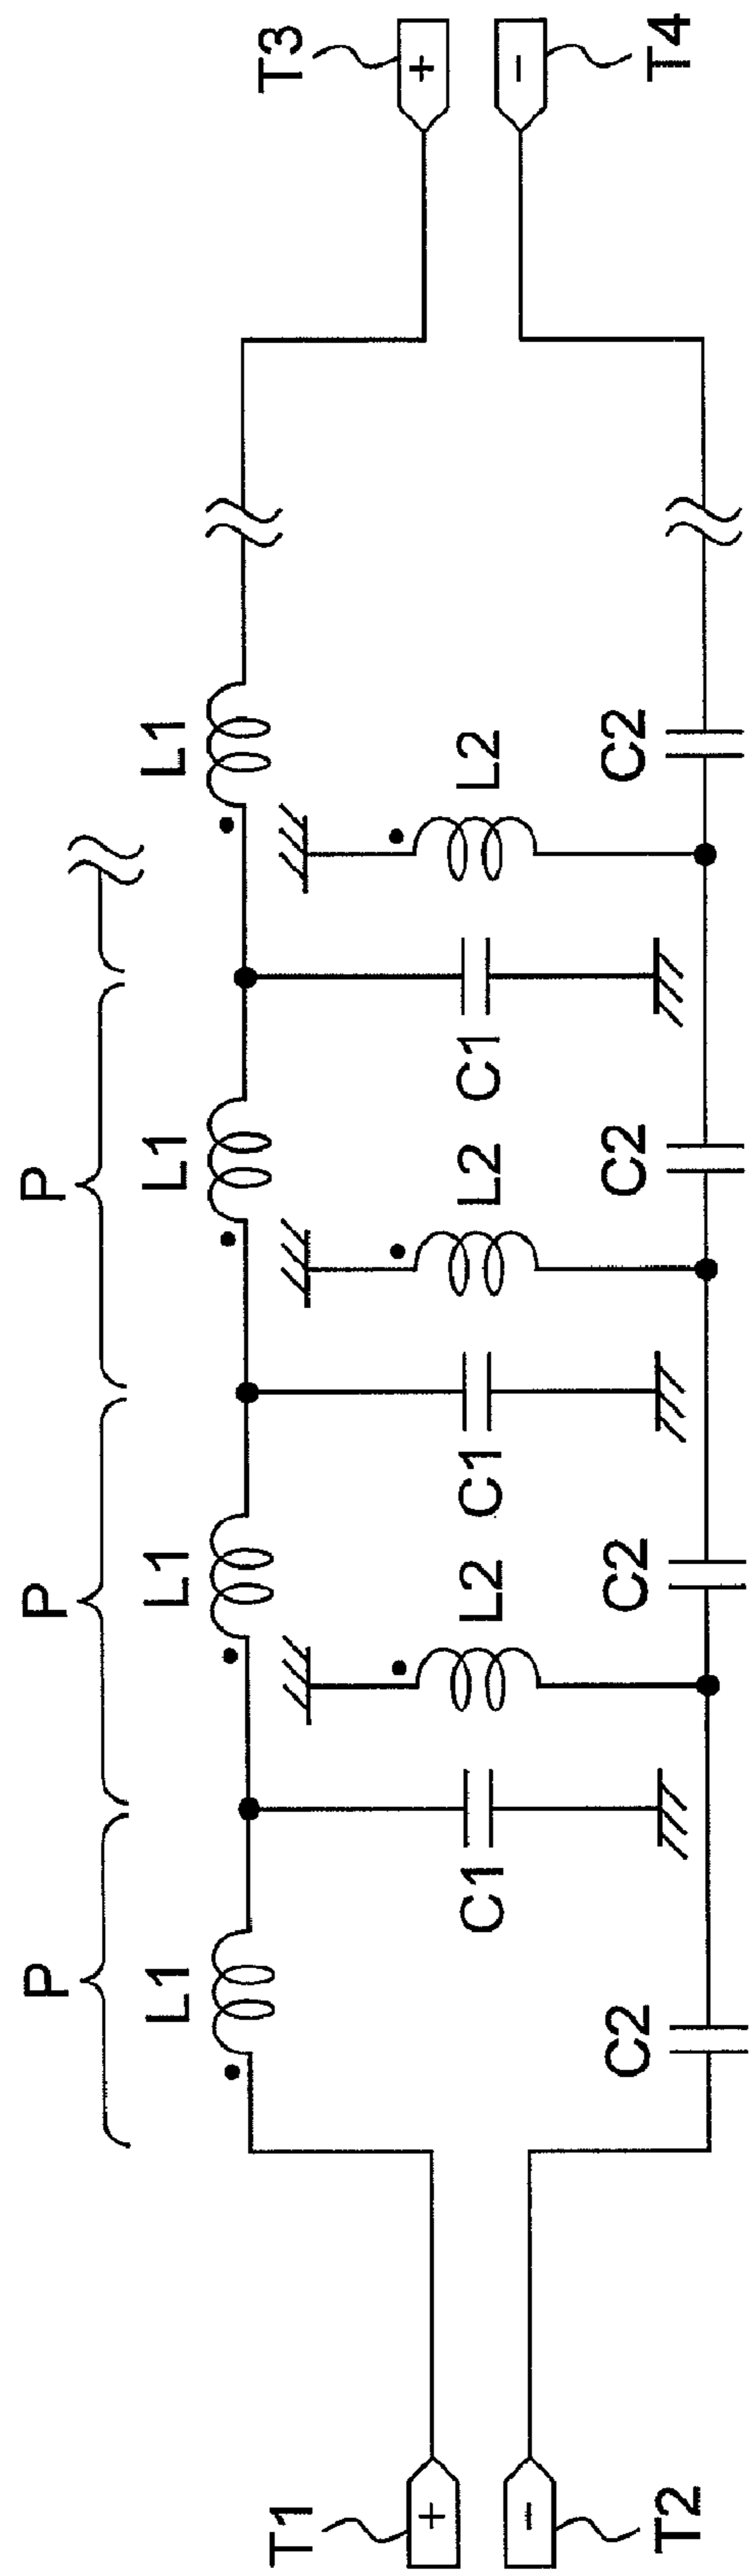 P P P
L1 L1 L1 L1
T1 + + T3
C1 L2 C1 L2 C1 L2
T2 - - T4
C2 C2 C2 C2